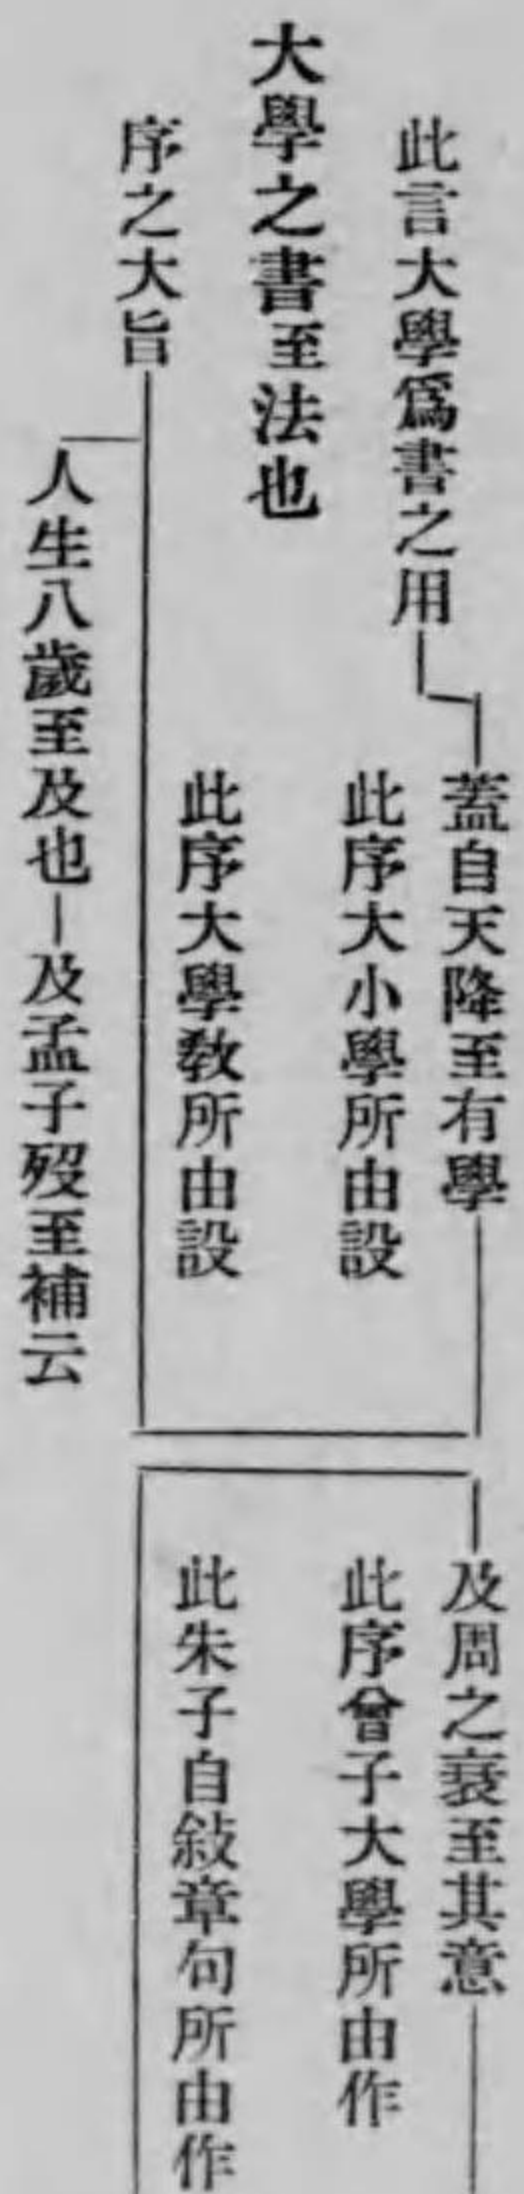 此言大學爲書之用
大學之書至法也
序之大旨
蓋自天降至有學
此序大小學所由設
此序大學敎所由設
人生八歲至及也
及孟子歿至補云
及周之衰至其意
此序曾子大學所由作
此朱子自敍章句所由作